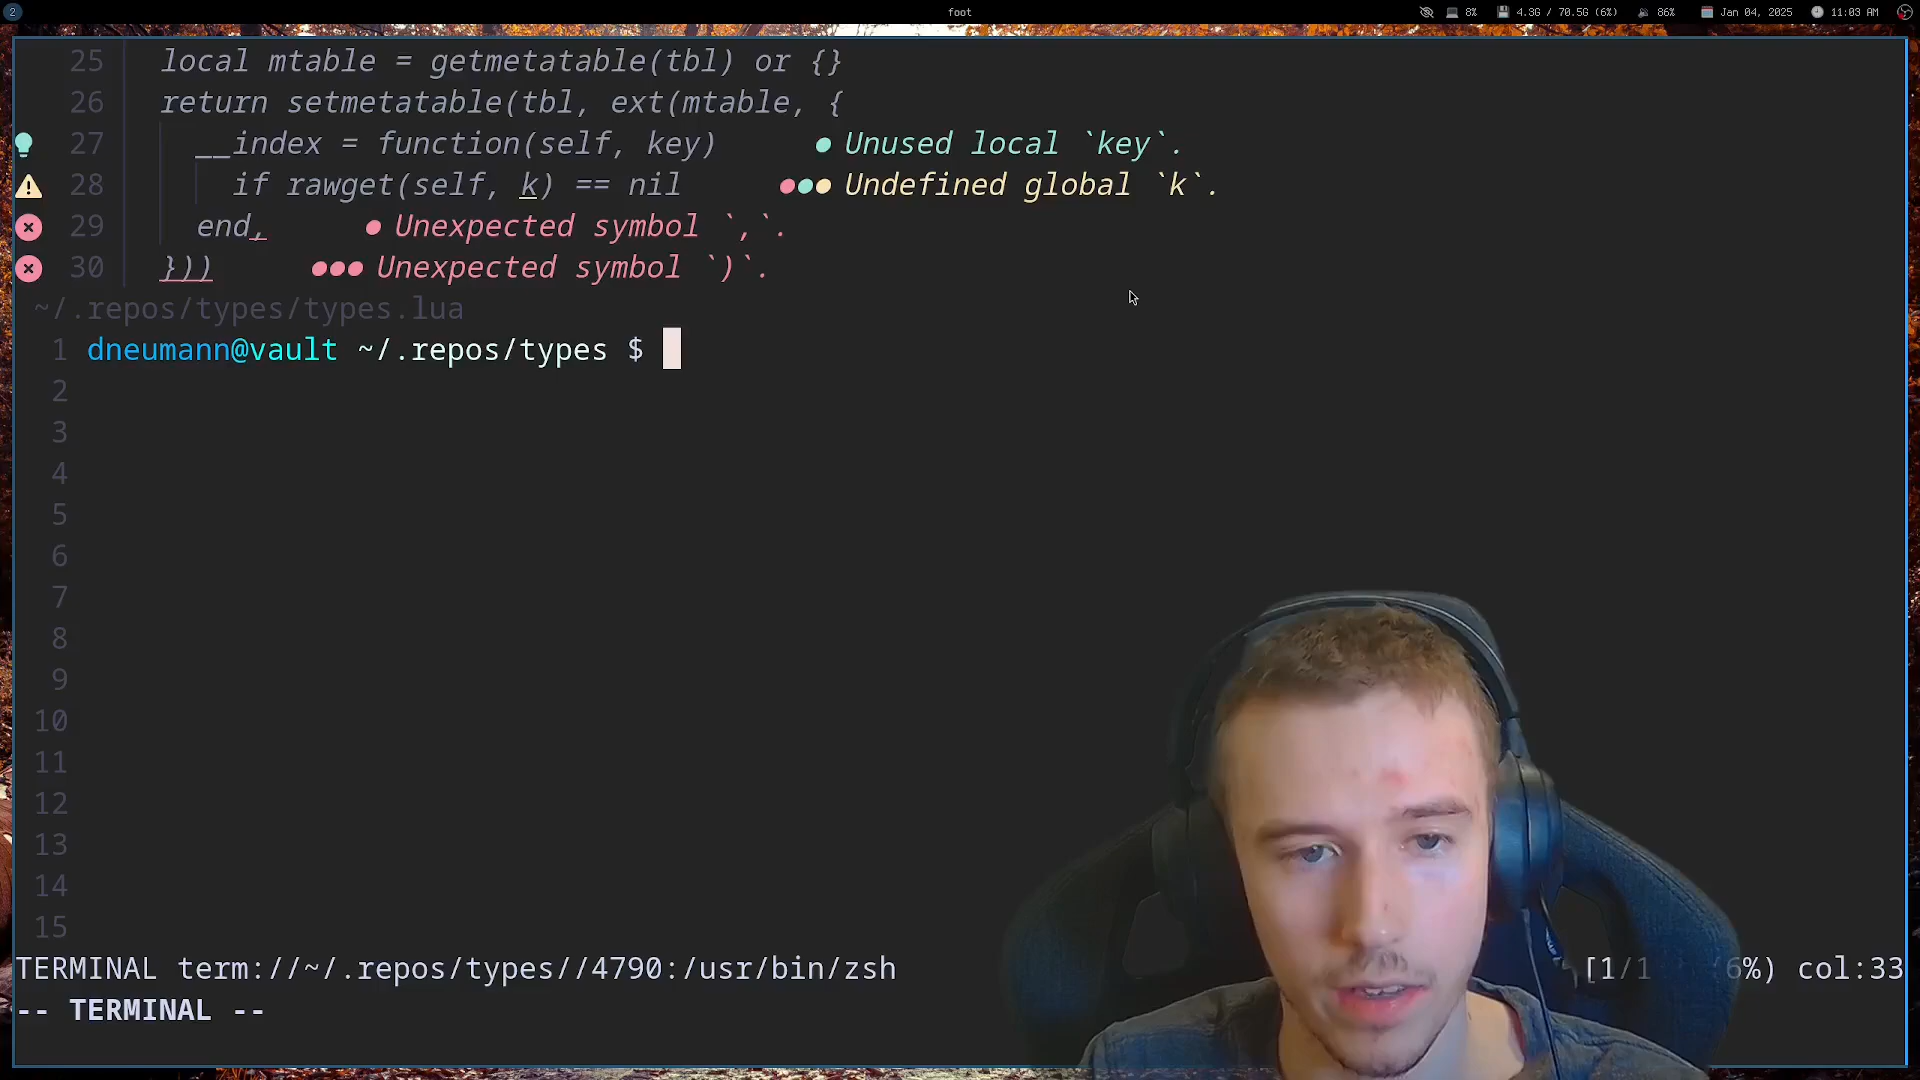 2
foot
8%
4.3G / 70.5G (6%)
86%
Jan 04, 2025
11:03 AM
25 local mtable = getmetatable(tbl) or {}
26 return setmetatable(tbl, ext(mtable, {
27 __index = function(self, key) ● Unused local `key`.
28 if rawget(self, k) == nil ●●● Undefined global `k`.
29 end, ● Unexpected symbol `,`.
30 })) ●●● Unexpected symbol `)`.
~/.repos/types/types.lua
1 dneumann@vault ~/.repos/types $
2
3
4
5
6
7
8
9
10
11
12
13
14
15
TERMINAL term://~/.repos/types//4790:/usr/bin/zsh [1/1 6%) col:33
-- TERMINAL --